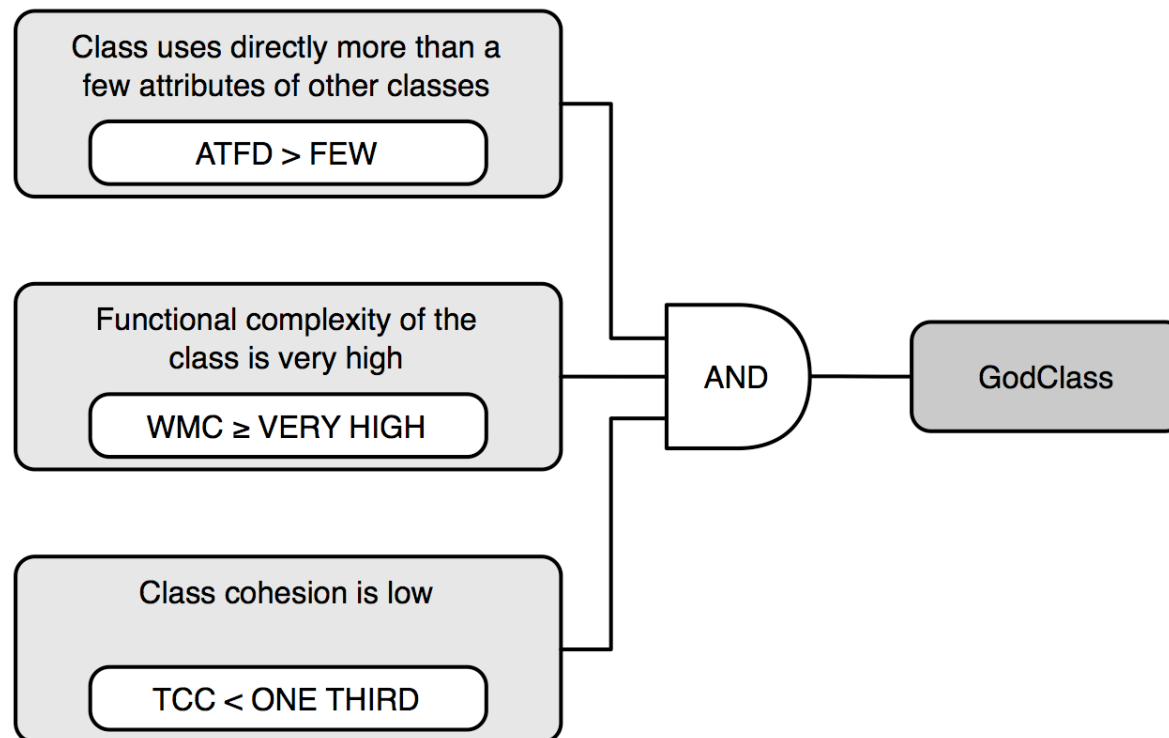 Class uses directly more than a
few attributes of other classes
ATFD > FEW
Functional complexity of the
class is very high
WMC ≥ VERY HIGH
AND
GodClass
Class cohesion is low
TCC < ONE THIRD